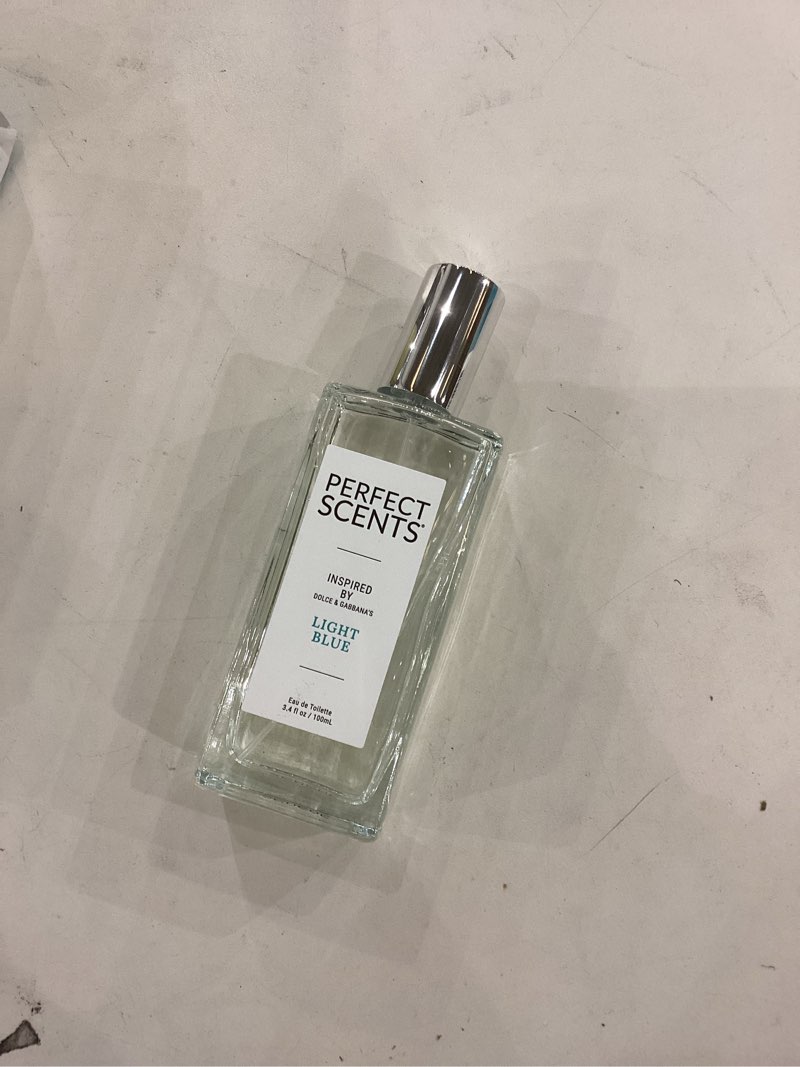 PERFECT
SCENTS®
INSPIRED
BY
DOLCE & GABBANA'S
LIGHT
BLUE
Eau de Toilette
3.4 fl oz / 100mL